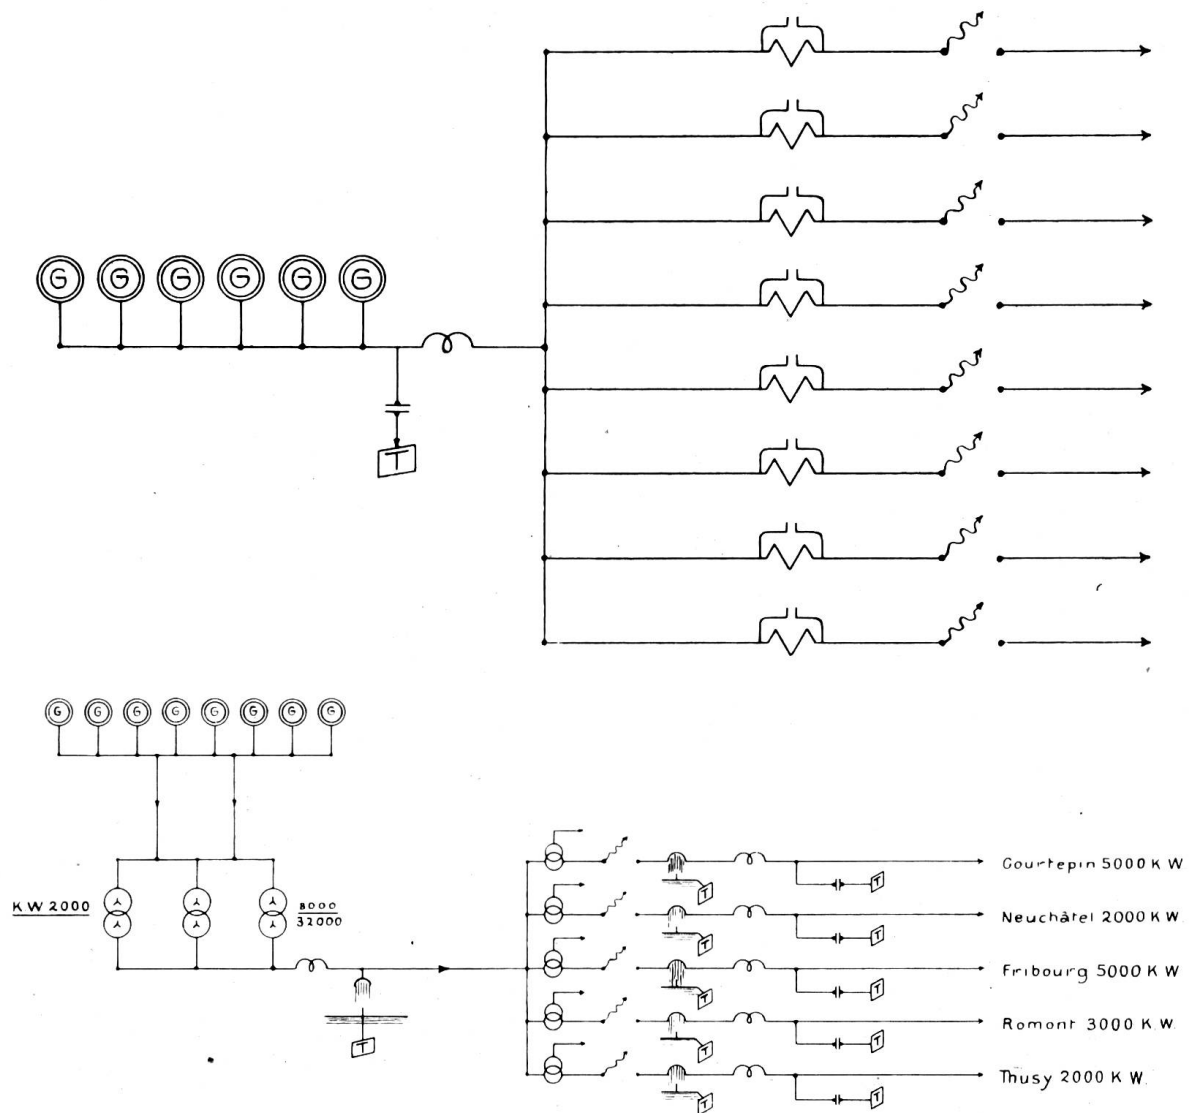 G G G G G G
T
G G G G G G G G
KW 2000
8000
32000
T
T
T
Courtepin 5000 K W
T
T
Neuchâtel 2000 K W.
T
T
Fribourg 5000 K W
T
T
Romont 3000 K W
T
T
Thusy 2000 K W.
T
T